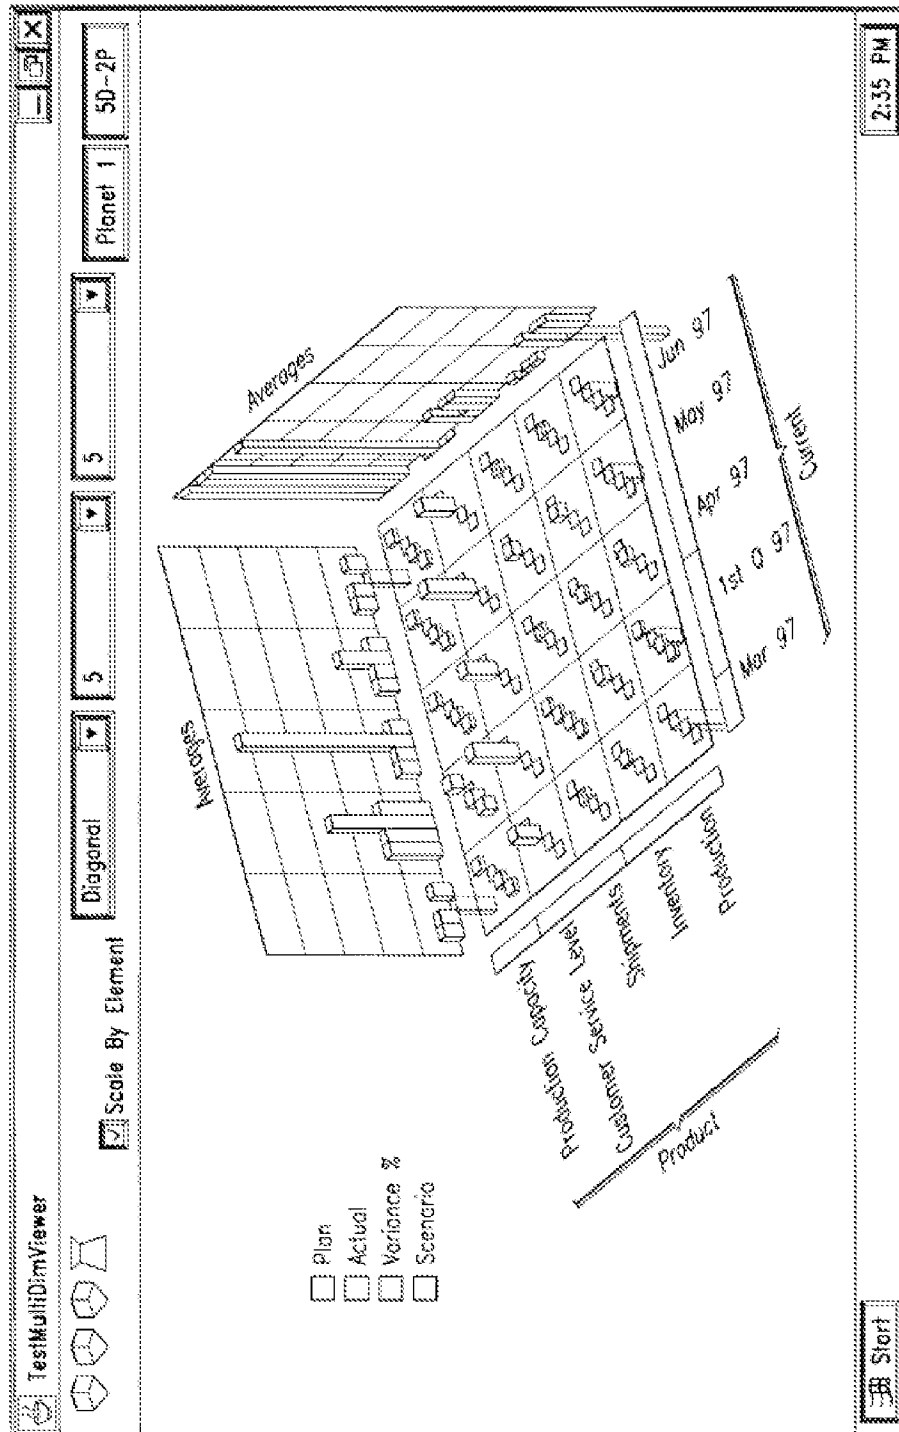 TestMultiDimViewer
Scale By Element
Diagonal
5
5
Planet 1
5D-2P
Plan
Actual
Variance %
Scenario
Averages
Averages
Production Capacity
Customer Service Level
Shipments
Inventory
Production
Product
Mar 97
1st Q 97
Apr 97
May 97
Jun 97
Current
Start
2:35 PM